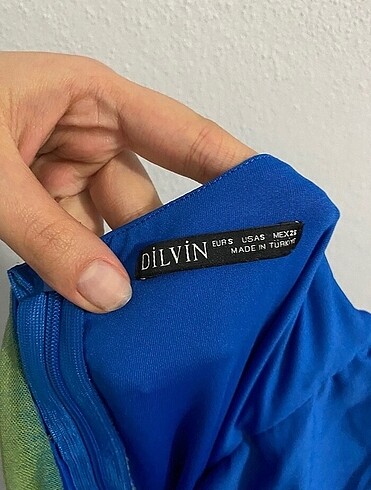 DİLVİN
EUR S USA S MEX 28
MADE IN TÜRKİYE